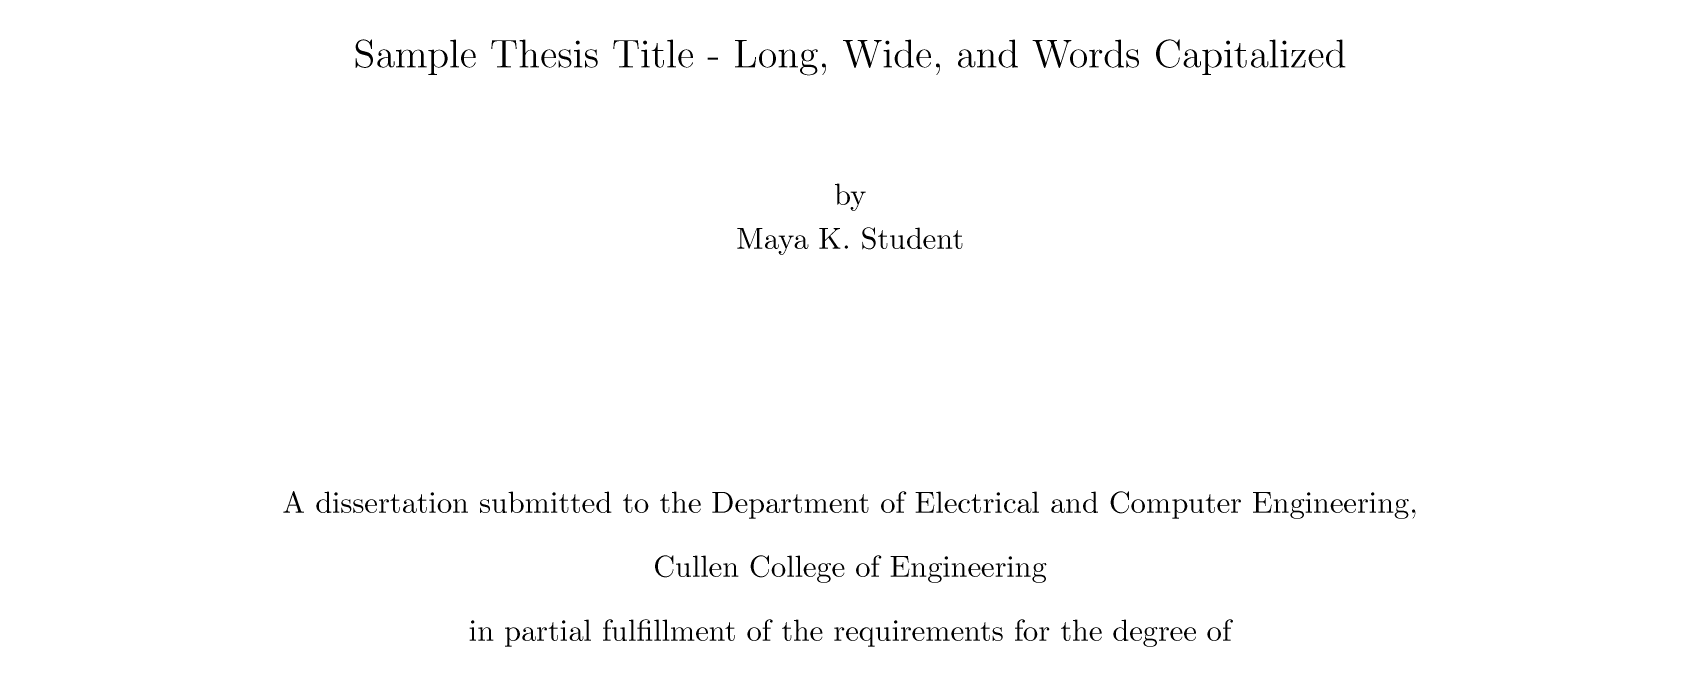 Sample Thesis Title - Long, Wide, and Words Capitalized
by
Maya K. Student
A dissertation submitted to the Department of Electrical and Computer Engineering,
Cullen College of Engineering
in partial fulfillment of the requirements for the degree of